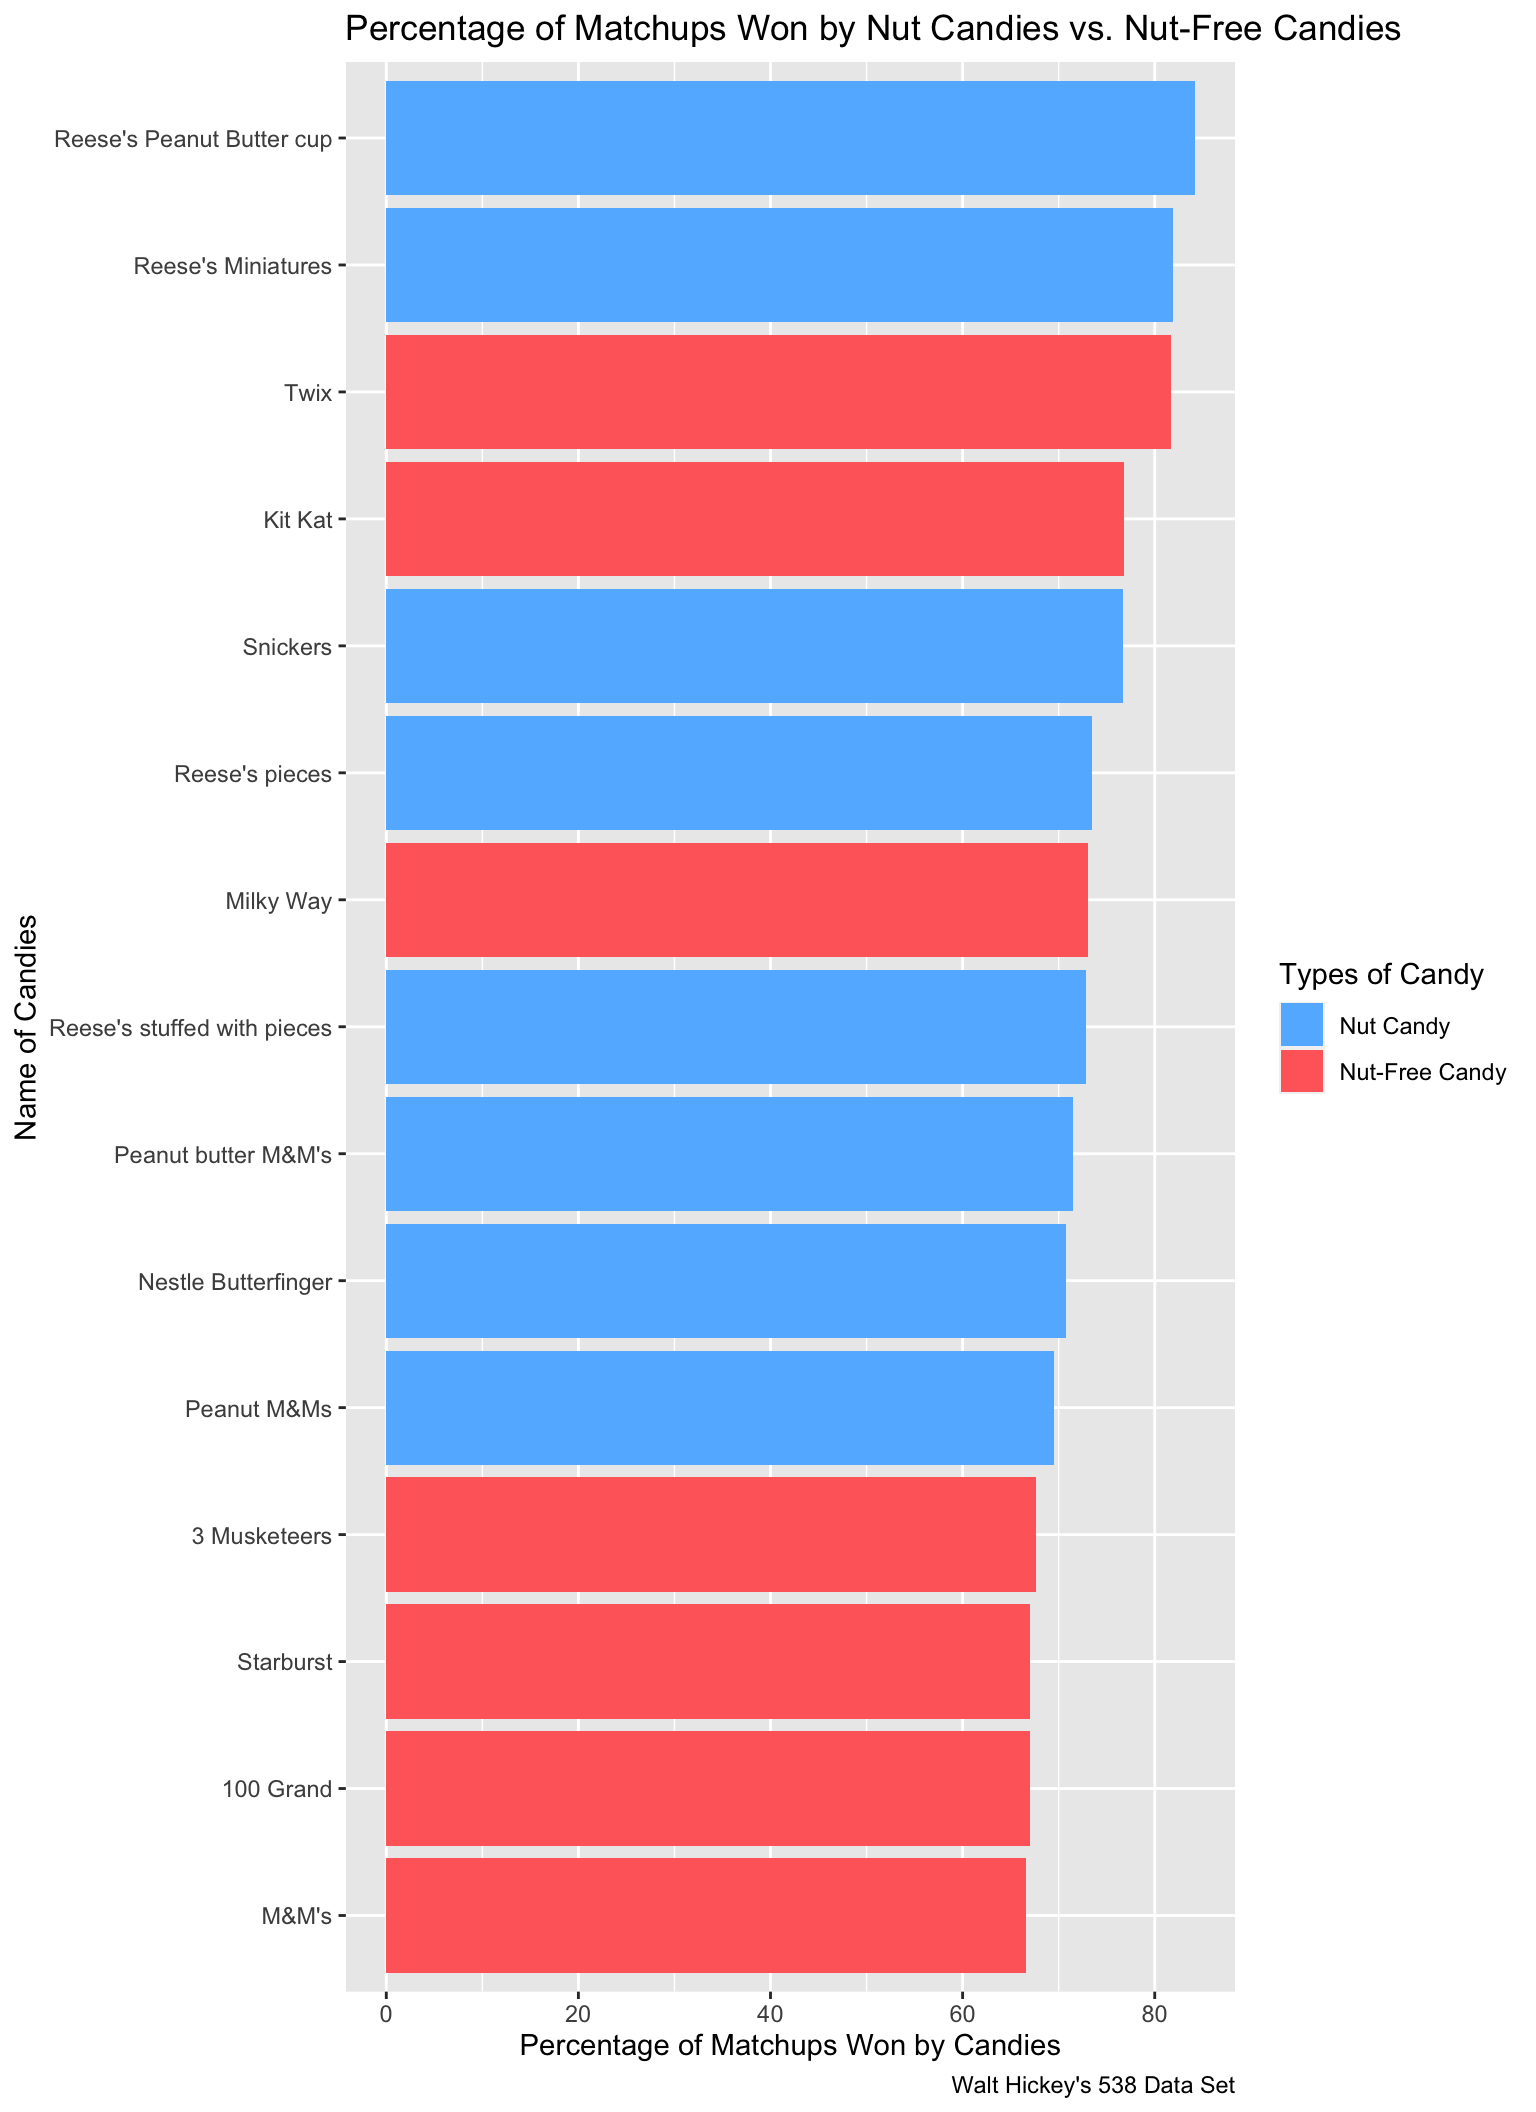 Percentage of Matchups Won by Nut Candies vs. Nut-Free Candies
Name of Candies
Reese's Peanut Butter cup
Reese's Miniatures
Twix
Kit Kat
Snickers
Reese's pieces
Milky Way
Reese's stuffed with pieces
Peanut butter M&M's
Nestle Butterfinger
Peanut M&Ms
3 Musketeers
Starburst
100 Grand
M&M's
0 20 40 60 80
Percentage of Matchups Won by Candies
Types of Candy
Nut Candy
Nut-Free Candy
Walt Hickey's 538 Data Set